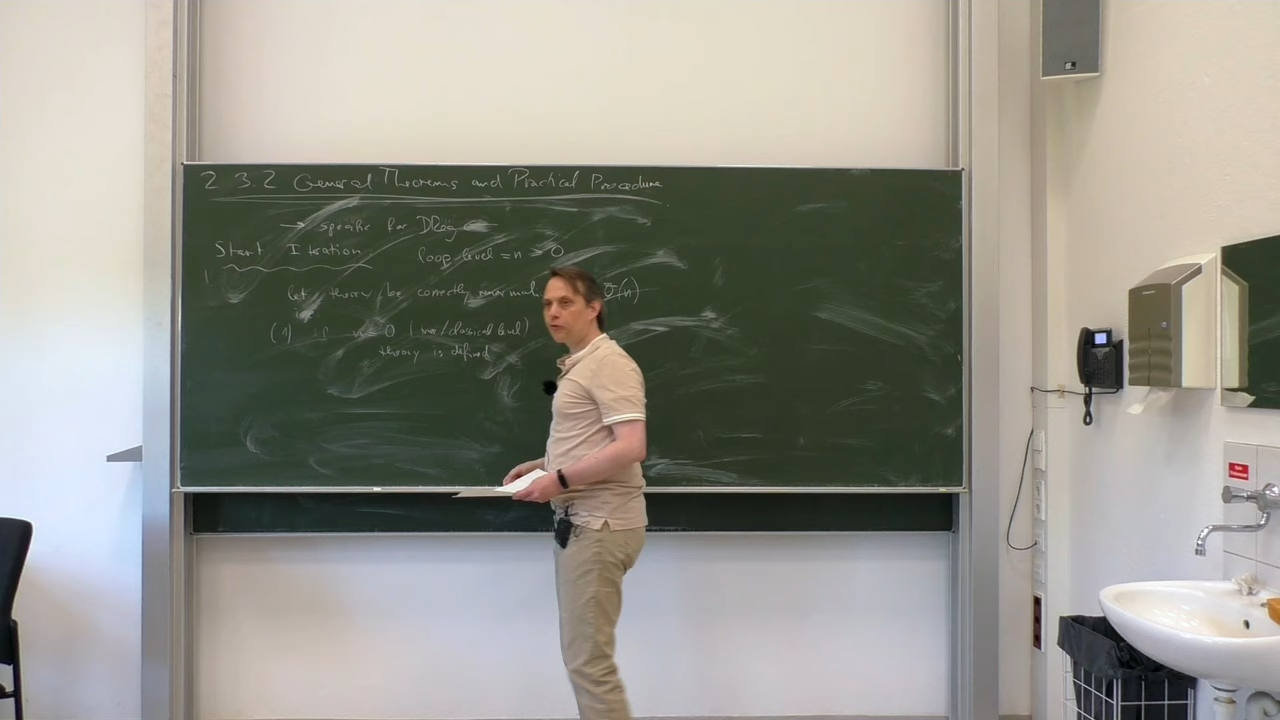 2.3.2 General Theorems and Practical Procedure
→ specific for DReg
Start Iteration loop level = n ≥ 0
let theory be correctly renormal. O(n)
(1) if n = 0 (tree/classical level)
theory is defined